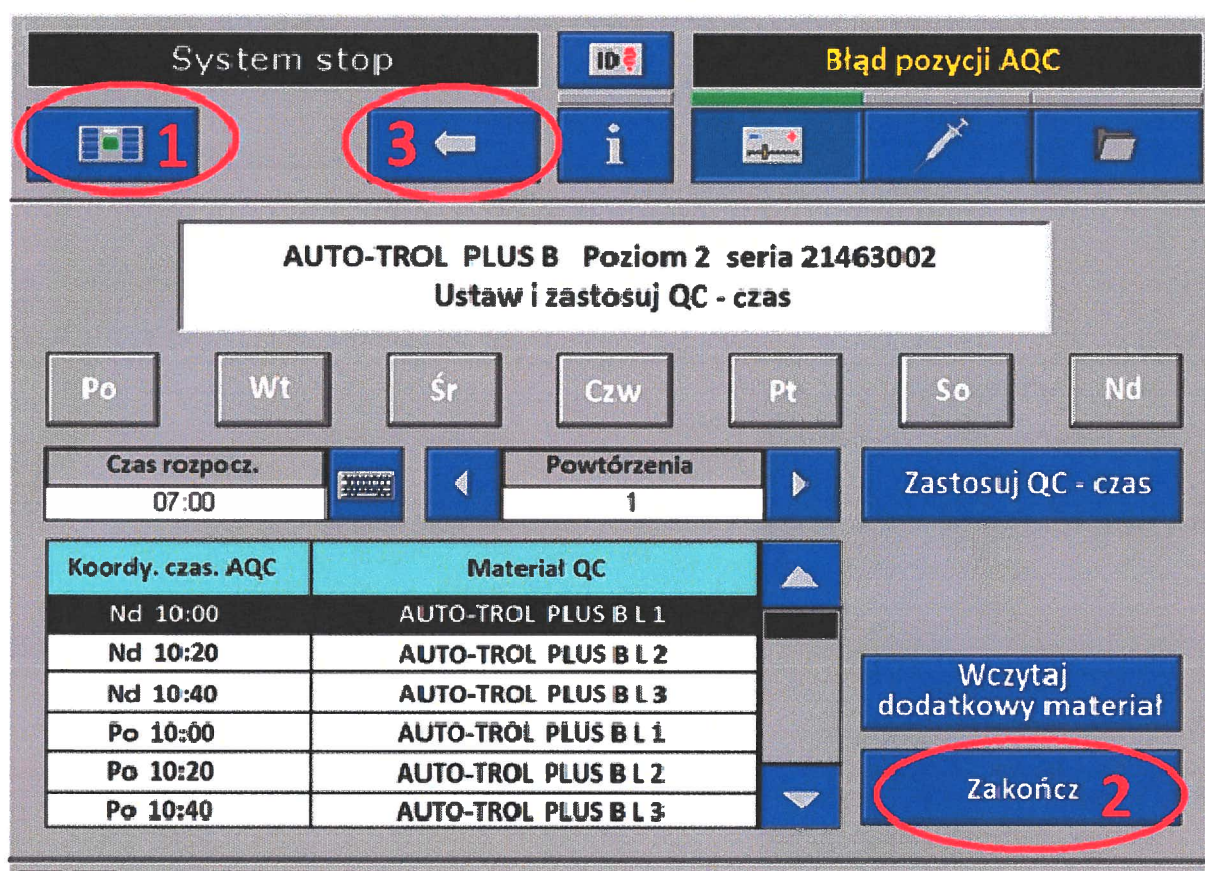 System stop
ID
Błąd pozycji AQC
1
3
i
AUTO-TROL PLUS B Poziom 2 seria 21463002
Ustaw i zastosuj QC - czas
Po Wt Śr Czw Pt So Nd
Czas rozpocz.
07:00
Powtórzenia
1
Zastosuj QC - czas
Koordy. czas. AQC Materiał QC
Nd 10:00 AUTO-TROL PLUS B L 1
Nd 10:20 AUTO-TROL PLUS B L 2
Nd 10:40 AUTO-TROL PLUS B L 3
Po 10:00 AUTO-TROL PLUS B L 1
Po 10:20 AUTO-TROL PLUS B L 2
Po 10:40 AUTO-TROL PLUS B L 3
Wczytaj
dodatkowy materiał
Zakończ 2